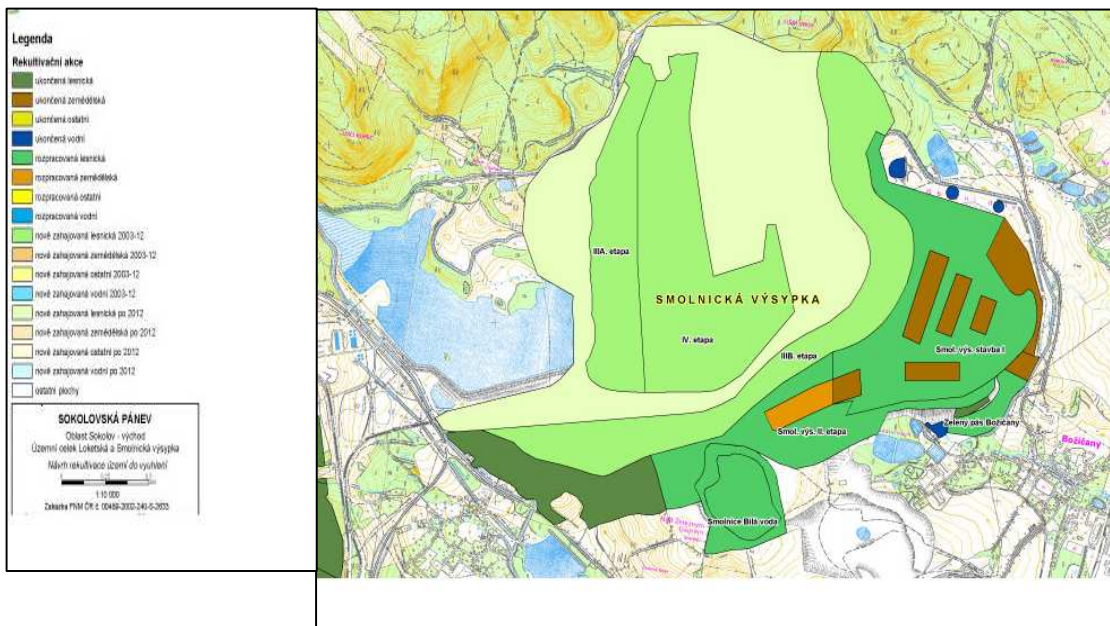 Legenda
Rekultivační akce
ukončená lesnická
ukončená zemědělská
ukončená ostatní
ukončená vodní
rozpracovaná lesnická
rozpracovaná zemědělská
rozpracovaná ostatní
rozpracovaná vodní
nově zahajovaná lesnická 2003-12
nově zahajovaná zemědělská 2003-12
nově zahajovaná ostatní 2003-12
nově zahajovaná vodní 2003-12
nově zahajovaná lesnická po 2012
nově zahajovaná zemědělská po 2012
nově zahajovaná ostatní po 2012
nově zahajovaná vodní po 2012
ostatní plochy
SOKOLOVSKÁ PÁNEV
Oblast Sokolov - východ
Územní celek Loketská a Smolnická výsypka
Návrh rekultivace území do vyuhlení
1:10 000
Zakázka FNM ČR č.
IIIA. etapa
SMOLNICKÁ VÝSYPKA
IV. etapa
IIIB. etapa
Smol. výs. stavba I
Smol. výs. II. etapa
Zelený pás Božičany
Božičany
Smolnice Bílá voda